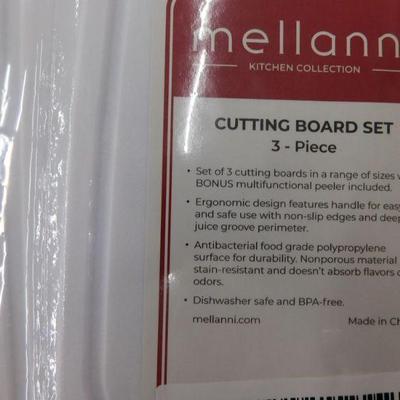 mellanni
KITCHEN COLLECTION
CUTTING BOARD SET
3 - Piece
• Set of 3 cutting boards in a range of sizes w
BONUS multifunctional peeler included.
• Ergonomic design features handle for easy
and safe use with non-slip edges and deep
juice groove perimeter.
• Antibacterial food grade polypropylene
surface for durability. Nonporous material
stain-resistant and doesn't absorb flavors o
odors.
• Dishwasher safe and BPA-free.
mellanni.com Made in Ch